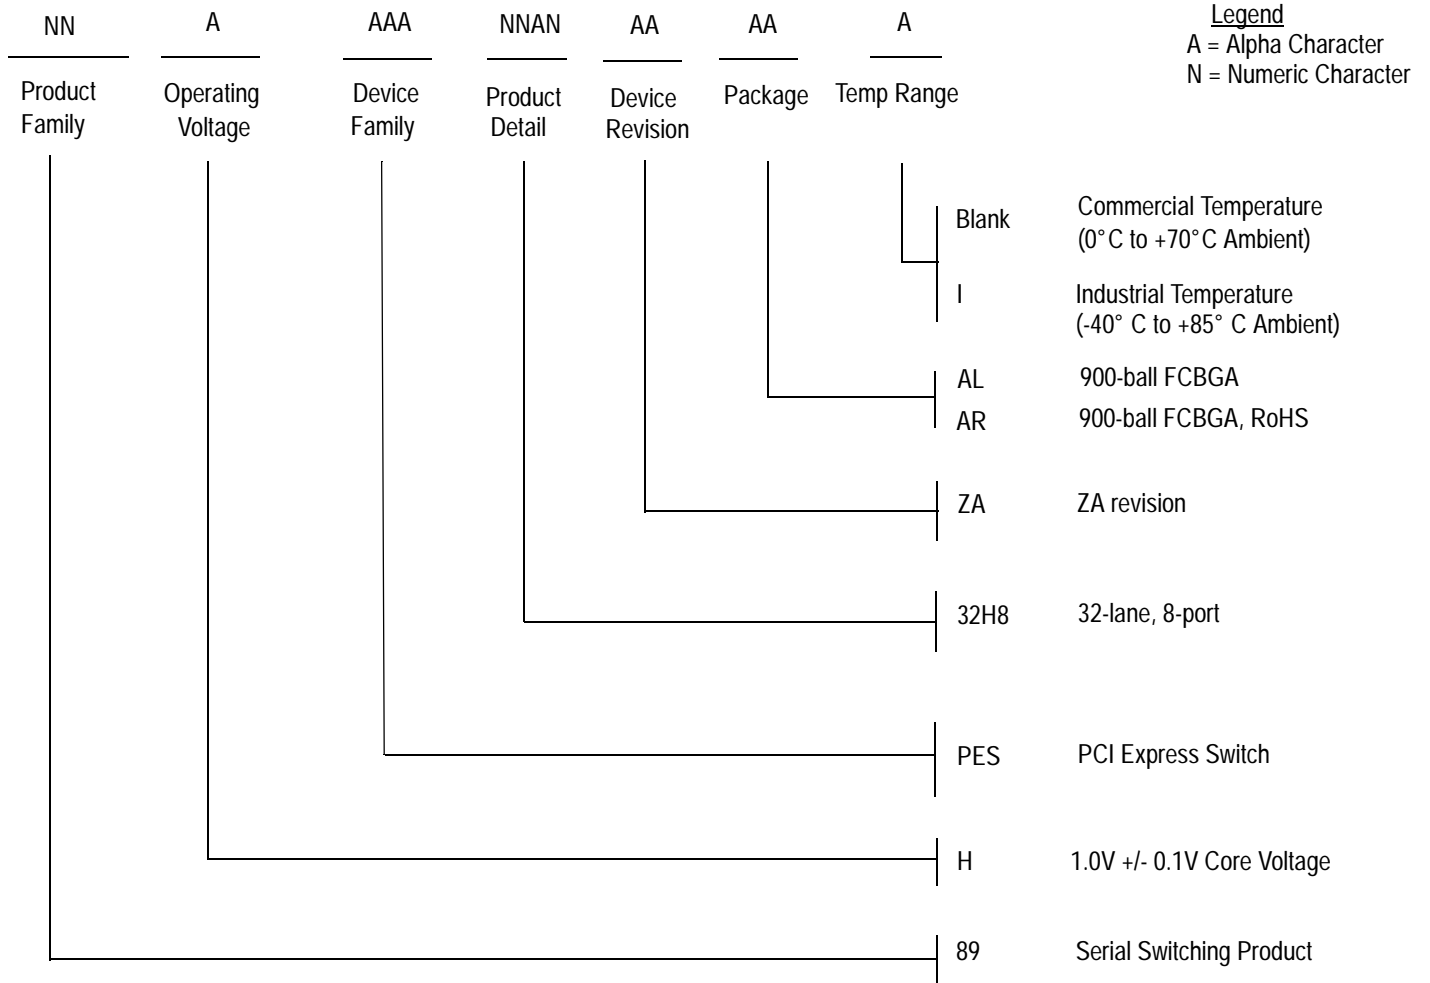 NN A AAA NNAN AA AA A
Legend
A = Alpha Character
N = Numeric Character
Product
Family
Operating
Voltage
Device
Family
Product
Detail
Device
Revision
Package
Temp Range
Blank Commercial Temperature
(0°C to +70°C Ambient)
I Industrial Temperature
(-40° C to +85° C Ambient)
AL 900-ball FCBGA
AR 900-ball FCBGA, RoHS
ZA ZA revision
32H8 32-lane, 8-port
PES PCI Express Switch
H 1.0V +/- 0.1V Core Voltage
89 Serial Switching Product